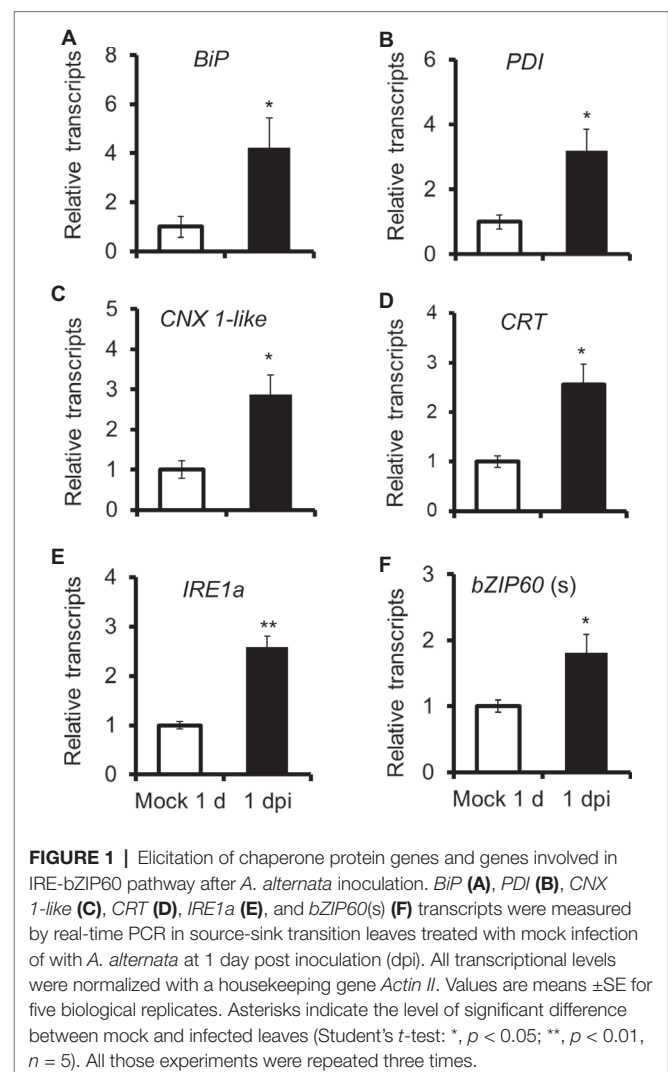 A
BiP
Relative transcripts
8
6
4
2
0
*
B
PDI
Relative transcripts
6
4
2
0
*
C
CNX 1-like
Relative transcripts
5
4
3
2
1
0
*
D
CRT
Relative transcripts
4
3
2
1
0
*
E
IRE1a
Relative transcripts
4
3
2
1
0
**
Mock 1 d 1 dpi
F
bZIP60 (s)
Relative transcripts
3
2
1
0
*
Mock 1 d 1 dpi
FIGURE 1 | Elicitation of chaperone protein genes and genes involved in
IRE-bZIP60 pathway after A. alternata inoculation. BiP (A), PDI (B), CNX
1-like (C), CRT (D), IRE1a (E), and bZIP60(s) (F) transcripts were measured
by real-time PCR in source-sink transition leaves treated with mock infection
of with A. alternata at 1 day post inoculation (dpi). All transcriptional levels
were normalized with a housekeeping gene Actin II. Values are means ±SE for
five biological replicates. Asterisks indicate the level of significant difference
between mock and infected leaves (Student's t-test: *, p < 0.05; **, p < 0.01,
n = 5). All those experiments were repeated three times.